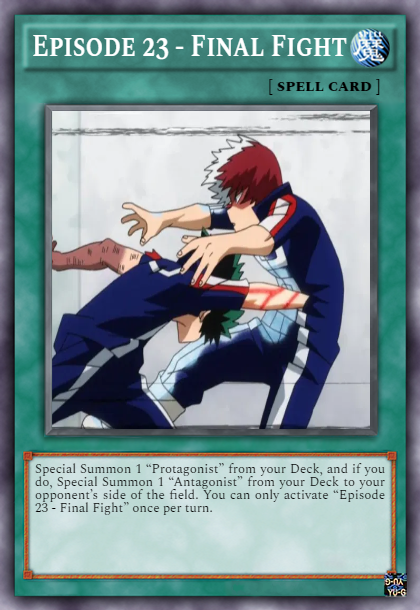 Episode 23 - Final Fight 魔
[ SPELL CARD ]
Special Summon 1 “Protagonist” from your Deck, and if you
do, Special Summon 1 “Antagonist” from your Deck to your
opponent’s side of the field. You can only activate “Episode
23 - Final Fight” once per turn.